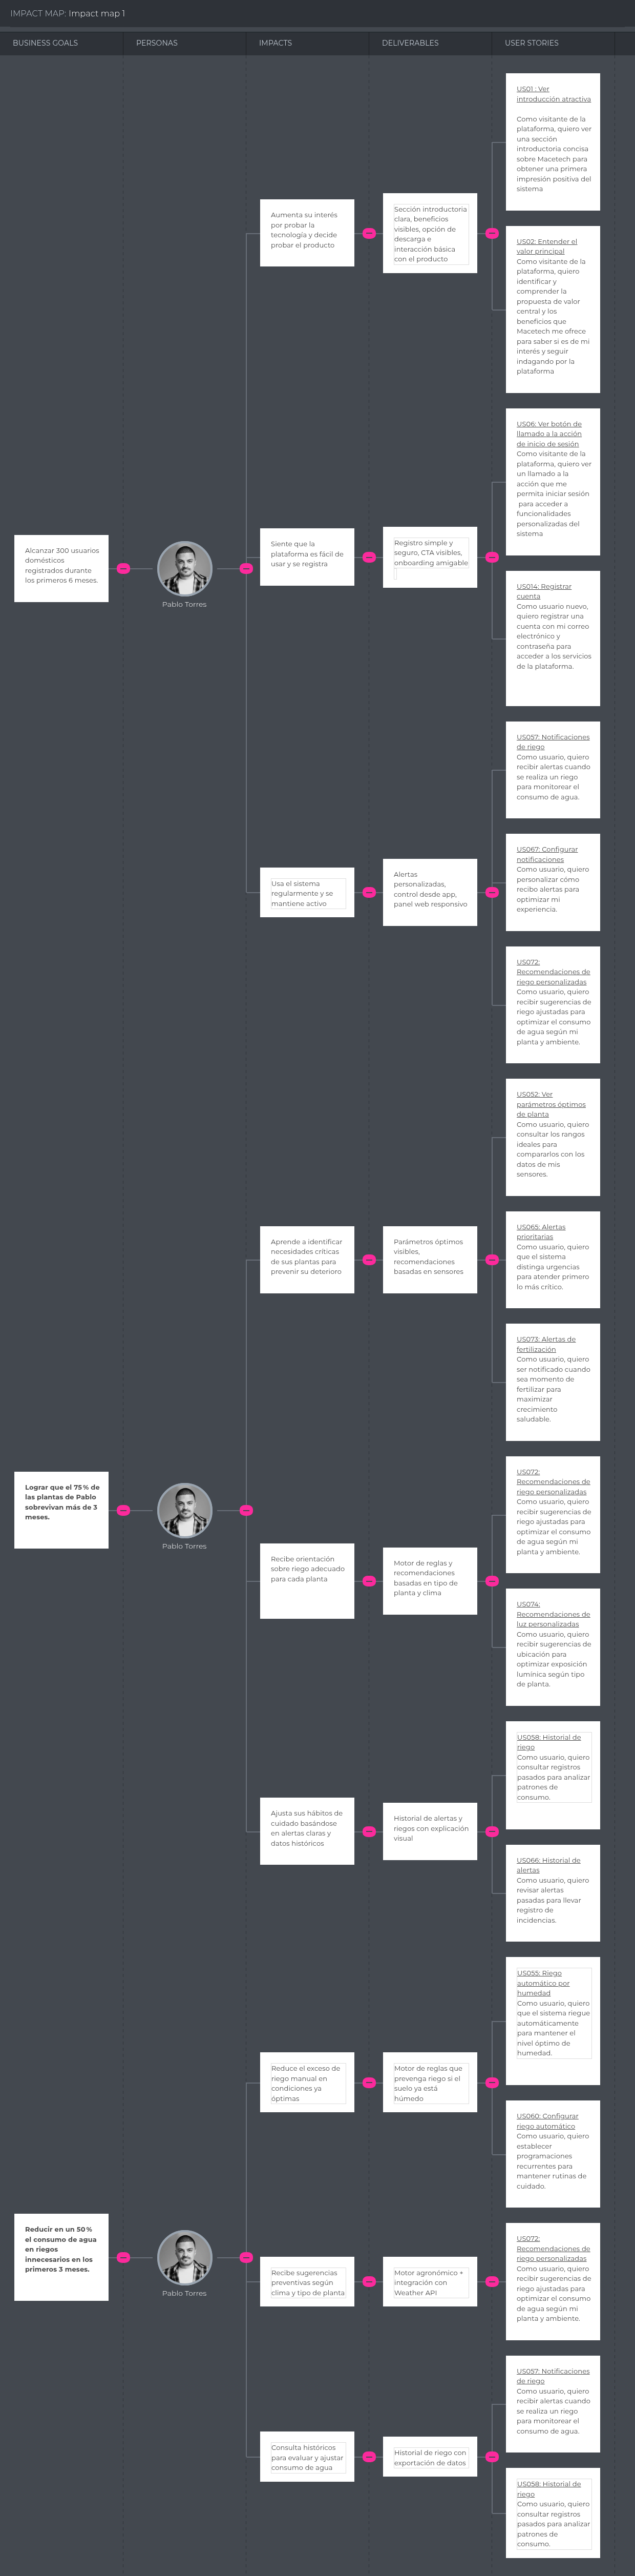 IMPACT MAP: Impact map 1
BUSINESS GOALS
PERSONAS
IMPACTS
DELIVERABLES
USER STORIES
Alcanzar 300 usuarios
domésticos
registrados durante
los primeros 6 meses.
Pablo Torres
Aumenta su interés
por probar la
tecnología y decide
probar el producto
Sección introductoria
clara, beneficios
visibles, opción de
descarga e
interacción básica
con el producto
US01 : Ver
introducción atractiva
Como visitante de la
plataforma, quiero ver
una sección
introductoria concisa
sobre Macetech para
obtener una primera
impresión positiva del
sistema
US02: Entender el
valor principal
Como visitante de la
plataforma, quiero
identificar y
comprender la
propuesta de valor
central y los
beneficios que
Macetech me ofrece
para saber si es de mi
interés y seguir
indagando por la
plataforma
Siente que la
plataforma es fácil de
usar y se registra
Registro simple y
seguro, CTA visibles,
onboarding amigable
US06: Ver botón de
llamado a la acción
de inicio de sesión
Como visitante de la
plataforma, quiero ver
un llamado a la
acción que me
permita iniciar sesión
para acceder a
funcionalidades
personalizadas del
sistema
US014: Registrar
cuenta
Como usuario nuevo,
quiero registrar una
cuenta con mi correo
electrónico y
contraseña para
acceder a los servicios
de la plataforma.
Usa el sistema
regularmente y se
mantiene activo
Alertas
personalizadas,
control desde app,
panel web responsivo
US057: Notificaciones
de riego
Como usuario, quiero
recibir alertas cuando
se realiza un riego
para monitorear el
consumo de agua.
US067: Configurar
notificaciones
Como usuario, quiero
personalizar cómo
recibo alertas para
optimizar mi
experiencia.
US072:
Recomendaciones de
riego personalizadas
Como usuario, quiero
recibir sugerencias de
riego ajustadas para
optimizar el consumo
de agua según mi
planta y ambiente.
Lograr que el 75 % de
las plantas de Pablo
sobrevivan más de 3
meses.
Pablo Torres
Aprende a identificar
necesidades críticas
de sus plantas para
prevenir su deterioro
Parámetros óptimos
visibles,
recomendaciones
basadas en sensores
US052: Ver
parámetros óptimos
de planta
Como usuario, quiero
consultar los rangos
ideales para
compararlos con los
datos de mis
sensores.
US065: Alertas
prioritarias
Como usuario, quiero
que el sistema
distinga urgencias
para atender primero
lo más crítico.
US073: Alertas de
fertilización
Como usuario, quiero
ser notificado cuando
sea momento de
fertilizar para
maximizar
crecimiento
saludable.
Recibe orientación
sobre riego adecuado
para cada planta
Motor de reglas y
recomendaciones
basadas en tipo de
planta y clima
US072:
Recomendaciones de
riego personalizadas
Como usuario, quiero
recibir sugerencias de
riego ajustadas para
optimizar el consumo
de agua según mi
planta y ambiente.
US074:
Recomendaciones de
luz personalizadas
Como usuario, quiero
recibir sugerencias de
ubicación para
optimizar exposición
lumínica según tipo
de planta.
Ajusta sus hábitos de
cuidado basándose
en alertas claras y
datos históricos
Historial de alertas y
riegos con explicación
visual
US058: Historial de
riego
Como usuario, quiero
consultar registros
pasados para analizar
patrones de
consumo.
US066: Historial de
alertas
Como usuario, quiero
revisar alertas
pasadas para llevar
registro de
incidencias.
Reducir en un 50 %
el consumo de agua
en riegos
innecesarios en los
primeros 3 meses.
Pablo Torres
Reduce el exceso de
riego manual en
condiciones ya
óptimas
Motor de reglas que
prevenga riego si el
suelo ya está
húmedo
US055: Riego
automático por
humedad
Como usuario, quiero
que el sistema riegue
automáticamente
para mantener el
nivel óptimo de
humedad.
US060: Configurar
riego automático
Como usuario, quiero
establecer
programaciones
recurrentes para
mantener rutinas de
cuidado.
Recibe sugerencias
preventivas según
clima y tipo de planta
Motor agronómico +
integración con
Weather API
US072:
Recomendaciones de
riego personalizadas
Como usuario, quiero
recibir sugerencias de
riego ajustadas para
optimizar el consumo
de agua según mi
planta y ambiente.
Consulta históricos
para evaluar y ajustar
consumo de agua
Historial de riego con
exportación de datos
US057: Notificaciones
de riego
Como usuario, quiero
recibir alertas cuando
se realiza un riego
para monitorear el
consumo de agua.
US058: Historial de
riego
Como usuario, quiero
consultar registros
pasados para analizar
patrones de
consumo.